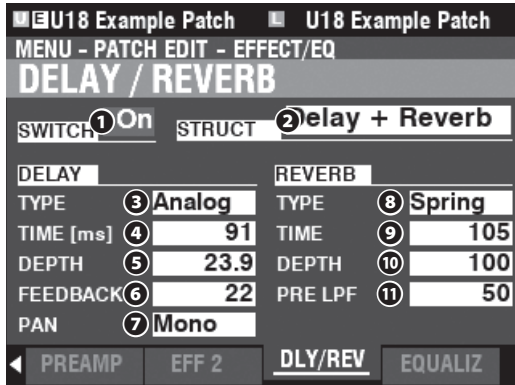 U E U18 Example Patch L U18 Example Patch
MENU - PATCH EDIT - EFFECT/EQ
DELAY / REVERB
SWITCH 1 On STRUCT 2 Delay + Reverb
DELAY REVERB
TYPE 3 Analog TYPE 8 Spring
TIME [ms] 4 91 TIME 9 105
DEPTH 5 23.9 DEPTH 10 100
FEEDBACK 6 22 PRE LPF 11 50
PAN 7 Mono
PREAMP EFF 2 DLY/REV EQUALIZ